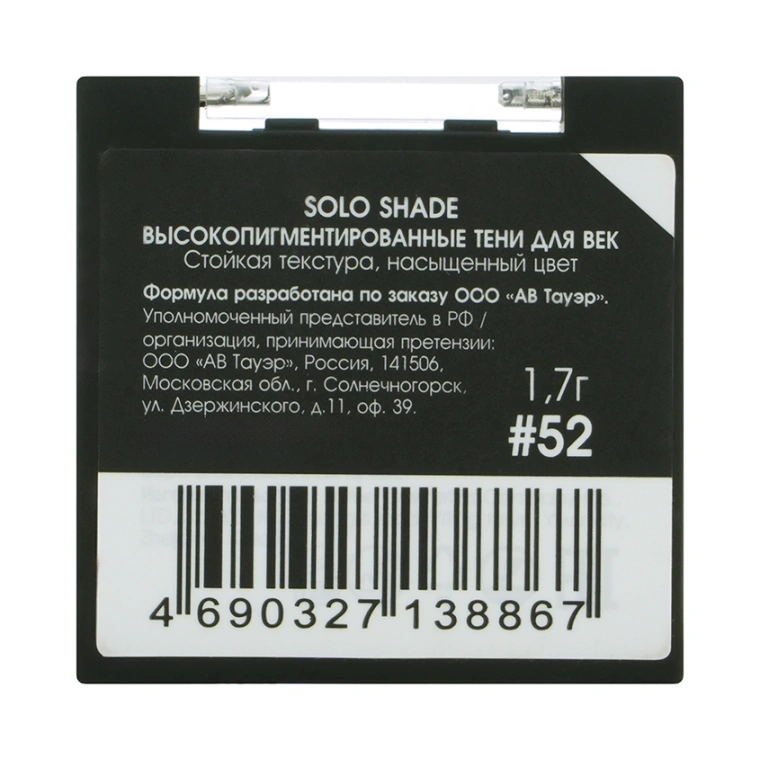 SOLO SHADE
ВЫСОКОПИГМЕНТИРОВАННЫЕ ТЕНИ ДЛЯ ВЕК
Стойкая текстура, насыщенный цвет
Формула разработана по заказу ООО «АВ Тауэр».
Уполномоченный представитель в РФ /
организация, принимающая претензии:
ООО «АВ Тауэр», Россия, 141506,
Московская обл., г. Солнечногорск,
ул. Дзержинского, д.11, оф. 39.
1,7г
#52
4 690327 138867